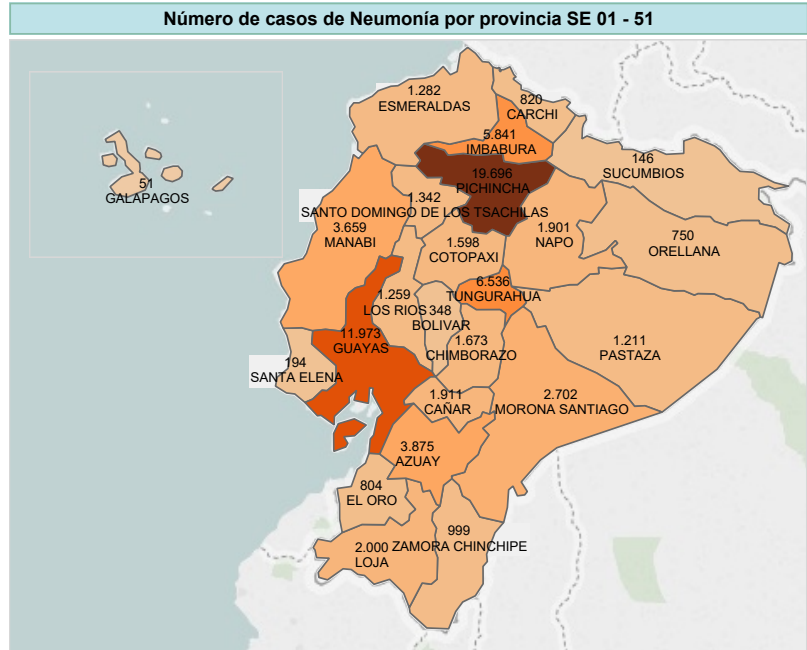 Número de casos de Neumonía por provincia SE 01 - 51
1.282
ESMERALDAS
820
CARCHI
5.841
IMBABURA
146
SUCUMBIOS
51
GALAPAGOS
19.696
PICHINCHA
1.342
SANTO DOMINGO DE LOS TSACHILAS
3.659
MANABI
1.901
NAPO
750
ORELLANA
1.598
COTOPAXI
6.536
TUNGURAHUA
1.259
LOS RIOS
348
BOLIVAR
11.973
GUAYAS
1.673
CHIMBORAZO
1.211
PASTAZA
194
SANTA ELENA
1.911
CAÑAR
2.702
MORONA SANTIAGO
3.875
AZUAY
804
EL ORO
999
ZAMORA CHINCHIPE
2.000
LOJA